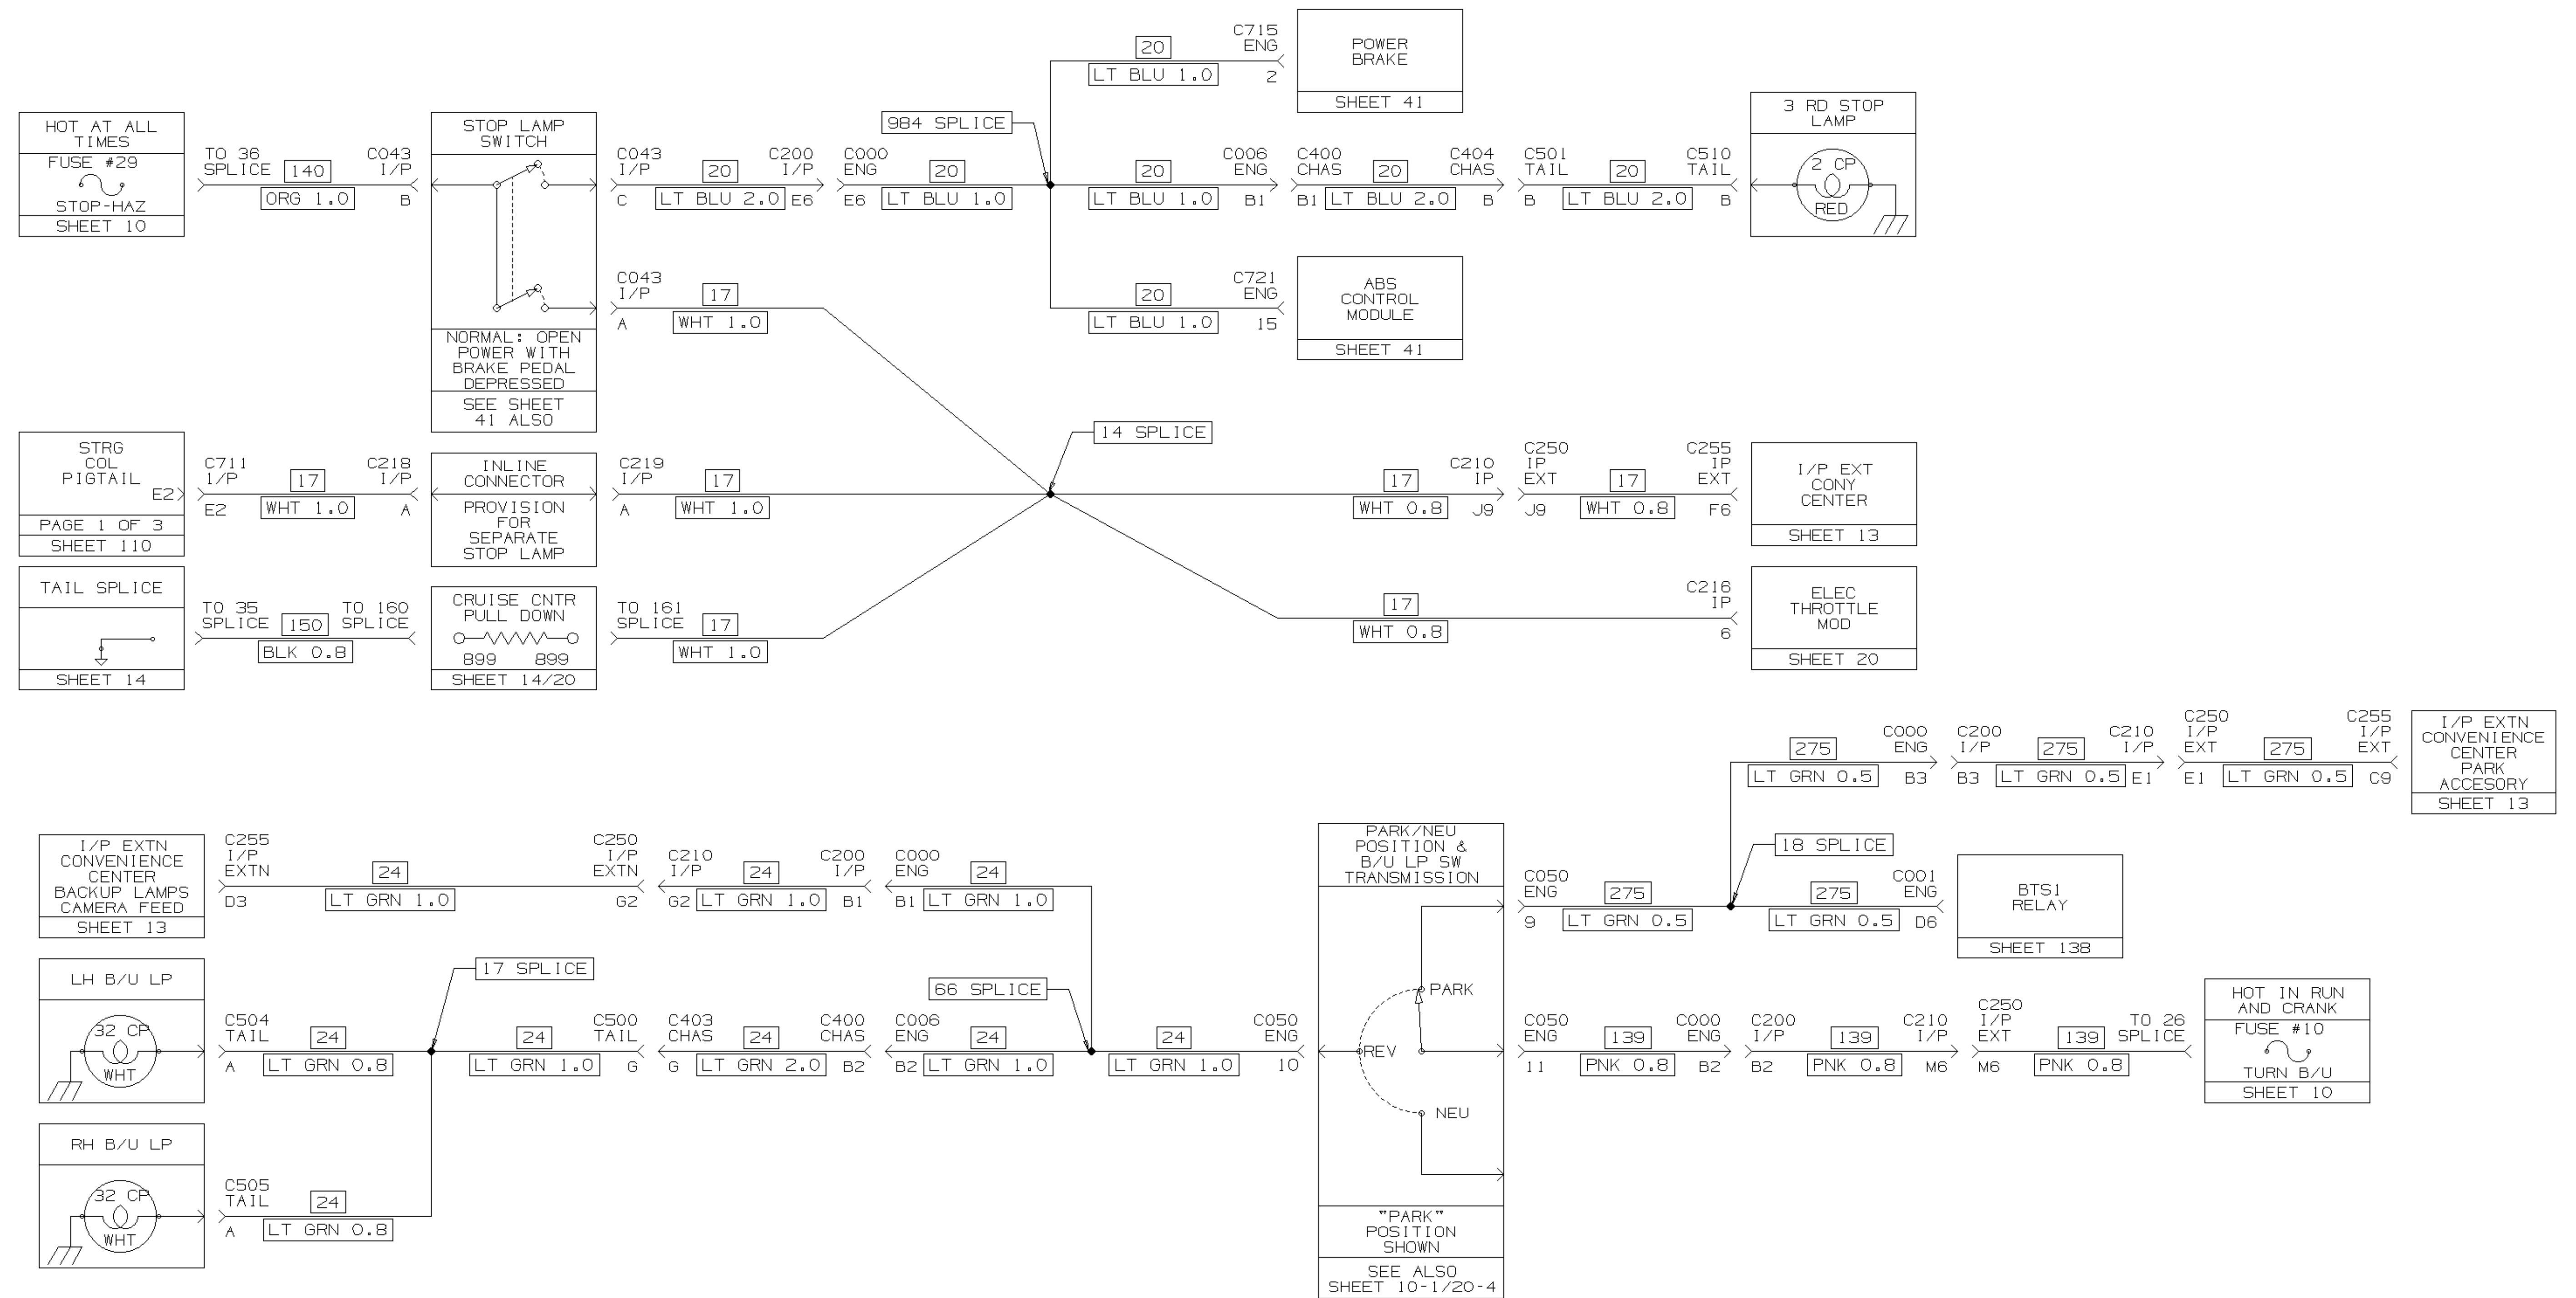 C715
ENG
20
LT BLU 1.0
2
POWER
BRAKE
SHEET 41
HOT AT ALL
TIMES
FUSE #29
STOP-HAZ
SHEET 10
TO 36
SPLICE
140
ORG 1.0
C043
I/P
B
STOP LAMP
SWITCH
NORMAL: OPEN
POWER WITH
BRAKE PEDAL
DEPRESSED
SEE SHEET
41 ALSO
C043
I/P
C
20
LT BLU 2.0
C200
I/P
E6
C000
ENG
E6
20
LT BLU 1.0
984 SPLICE
20
LT BLU 1.0
C006
ENG
B1
C400
CHAS
B1
20
LT BLU 2.0
C404
CHAS
B
C501
TAIL
B
20
LT BLU 2.0
C510
TAIL
B
3 RD STOP
LAMP
2 CP
RED
C043
I/P
A
17
WHT 1.0
20
LT BLU 1.0
C721
ENG
15
ABS
CONTROL
MODULE
SHEET 41
STRG
COL
PIGTAIL
E2
PAGE 1 OF 3
SHEET 110
C711
I/P
E2
17
WHT 1.0
C218
I/P
A
INLINE
CONNECTOR
PROVISION
FOR
SEPARATE
STOP LAMP
C219
I/P
A
17
WHT 1.0
14 SPLICE
17
WHT 0.8
C210
IP
J9
C250
IP
EXT
J9
17
WHT 0.8
C255
IP
EXT
F6
I/P EXT
CONY
CENTER
SHEET 13
TAIL SPLICE
SHEET 14
TO 35
SPLICE
150
BLK 0.8
TO 160
SPLICE
CRUISE CNTR
PULL DOWN
899 899
SHEET 14/20
TO 161
SPLICE
17
WHT 1.0
17
WHT 0.8
C216
IP
6
ELEC
THROTTLE
MOD
SHEET 20
275
LT GRN 0.5
C000
ENG
B3
C200
I/P
B3
275
LT GRN 0.5
C210
I/P
E1
C250
I/P
EXT
E1
275
LT GRN 0.5
C255
I/P
EXT
C9
I/P EXTN
CONVENIENCE
CENTER
PARK
ACCESORY
SHEET 13
I/P EXTN
CONVENIENCE
CENTER
BACKUP LAMPS
CAMERA FEED
SHEET 13
C255
I/P
EXTN
D3
24
LT GRN 1.0
C250
I/P
EXTN
G2
C210
I/P
G2
24
LT GRN 1.0
C200
I/P
B1
C000
ENG
B1
24
LT GRN 1.0
PARK/NEU
POSITION &
B/U LP SW
TRANSMISSION
PARK
REV
NEU
"PARK"
POSITION
SHOWN
SEE ALSO
SHEET 10-1/20-4
C050
ENG
9
275
LT GRN 0.5
18 SPLICE
275
LT GRN 0.5
C001
ENG
D6
BTS1
RELAY
SHEET 138
LH B/U LP
32 CP
WHT
C504
TAIL
A
24
LT GRN 0.8
17 SPLICE
24
LT GRN 1.0
C500
TAIL
G
C403
CHAS
G
24
LT GRN 2.0
C400
CHAS
B2
C006
ENG
B2
24
LT GRN 1.0
66 SPLICE
24
LT GRN 1.0
C050
ENG
10
C050
ENG
11
139
PNK 0.8
C000
ENG
B2
C200
I/P
B2
139
PNK 0.8
C210
I/P
M6
C250
I/P
EXT
M6
139
PNK 0.8
TO 26
SPLICE
HOT IN RUN
AND CRANK
FUSE #10
TURN B/U
SHEET 10
RH B/U LP
32 CP
WHT
C505
TAIL
A
24
LT GRN 0.8